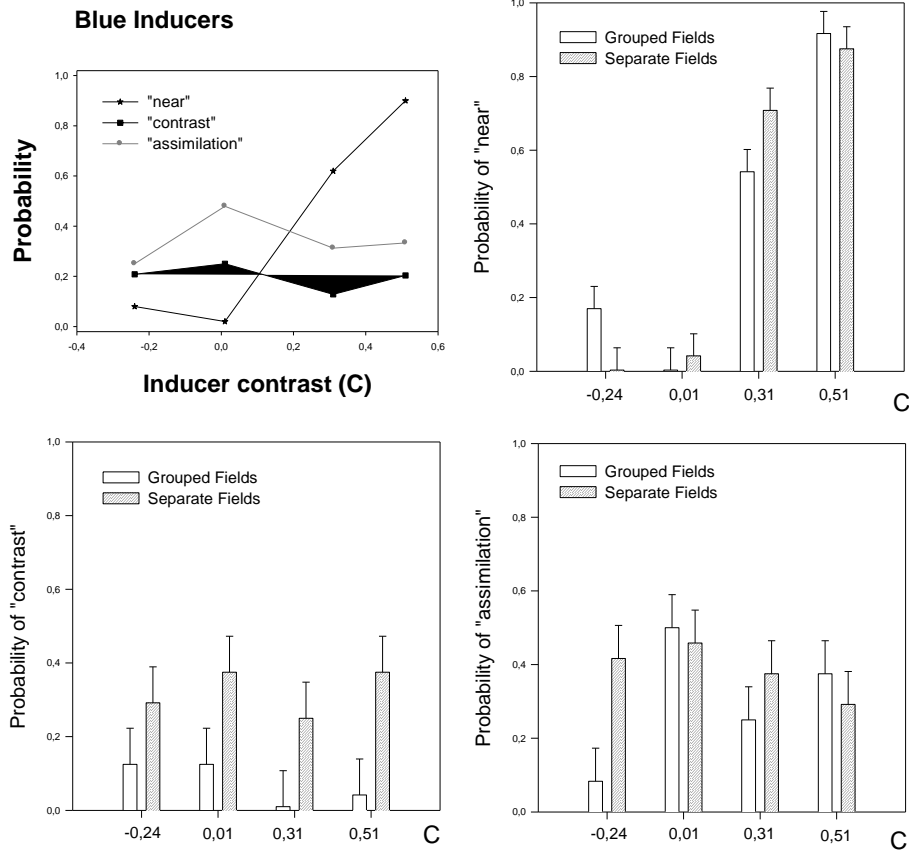 Blue Inducers
1,0
0,8
0,6
0,4
0,2
0,0
Probability
"near"
"contrast"
"assimilation"
-0,4 -0,2 0,0 0,2 0,4 0,6
Inducer contrast (C)
1,0
0,8
0,6
0,4
0,2
0,0
Probability of "near"
Grouped Fields
Separate Fields
-0,24 0,01 0,31 0,51 C
1,0
0,8
0,6
0,4
0,2
0,0
Probability of "contrast"
Grouped Fields
Separate Fields
-0,24 0,01 0,31 0,51 C
1,0
0,8
0,6
0,4
0,2
0,0
Probability of "assimilation"
Grouped Fields
Separate Fields
-0,24 0,01 0,31 0,51 C